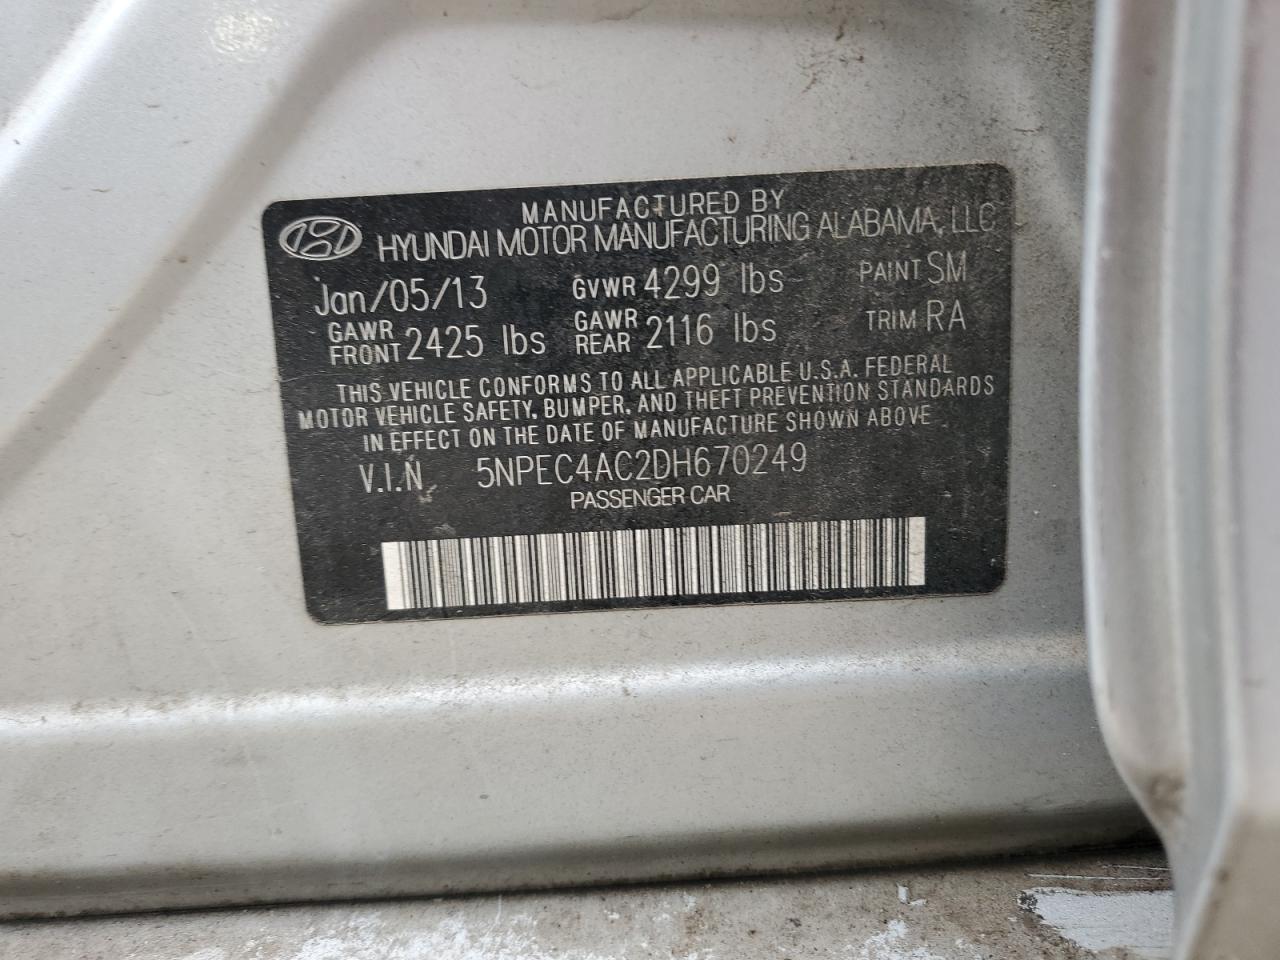 MANUFACTURED BY
HYUNDAI MOTOR MANUFACTURING ALABAMA, LLC
Jan/05/13 GVWR 4299 lbs PAINT SM
GAWR FRONT 2425 lbs GAWR REAR 2116 lbs TRIM RA
THIS VEHICLE CONFORMS TO ALL APPLICABLE U.S.A. FEDERAL
MOTOR VEHICLE SAFETY, BUMPER, AND THEFT PREVENTION STANDARDS
IN EFFECT ON THE DATE OF MANUFACTURE SHOWN ABOVE
V.I.N. 5NPEC4AC2DH670249
PASSENGER CAR